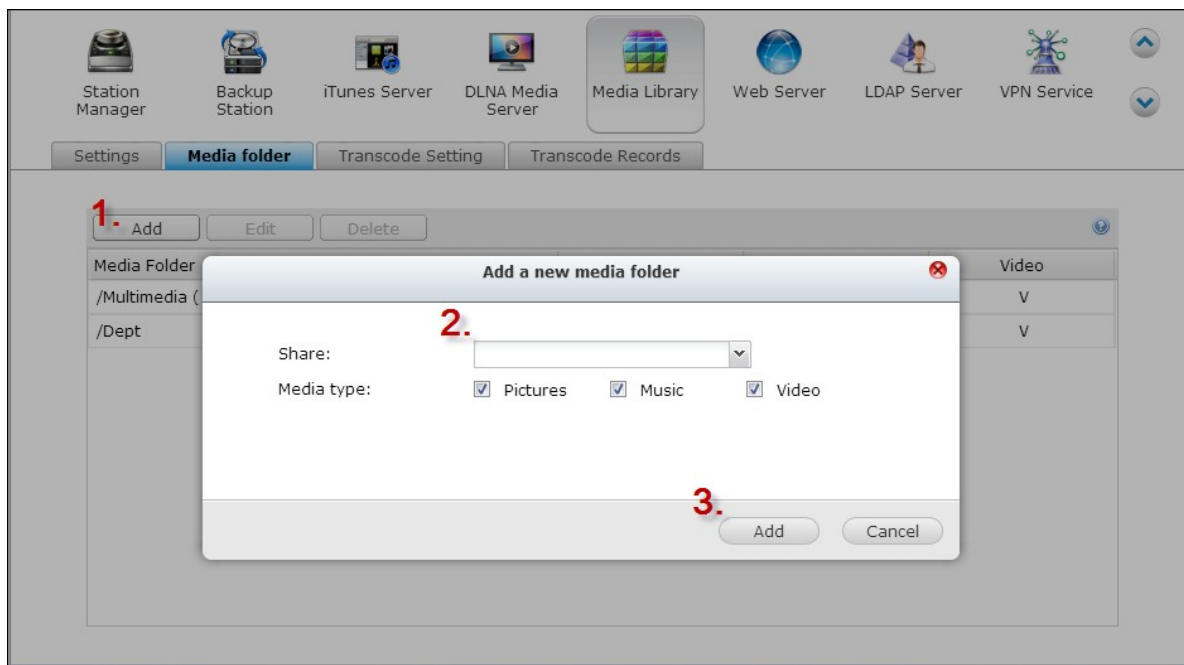 Station Manager
Backup Station
iTunes Server
DLNA Media Server
Media Library
Web Server
LDAP Server
VPN Service
Settings
Media folder
Transcode Setting
Transcode Records
1.
Add
Edit
Delete
Media Folder
Video
/Multimedia (
V
/Dept
V
Add a new media folder
2.
Share:
Media type:
Pictures
Music
Video
3.
Add
Cancel